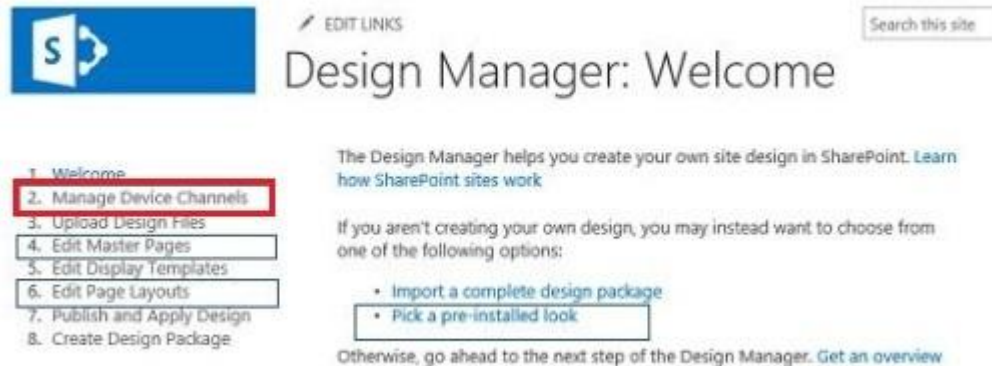 S
EDIT LINKS
Search this site
Design Manager: Welcome
1. Welcome
2. Manage Device Channels
3. Upload Design Files
4. Edit Master Pages
5. Edit Display Templates
6. Edit Page Layouts
7. Publish and Apply Design
8. Create Design Package
The Design Manager helps you create your own site design in SharePoint. Learn
how SharePoint sites work
If you aren't creating your own design, you may instead want to choose from
one of the following options:
• Import a complete design package
• Pick a pre-installed look
Otherwise, go ahead to the next step of the Design Manager. Get an overview